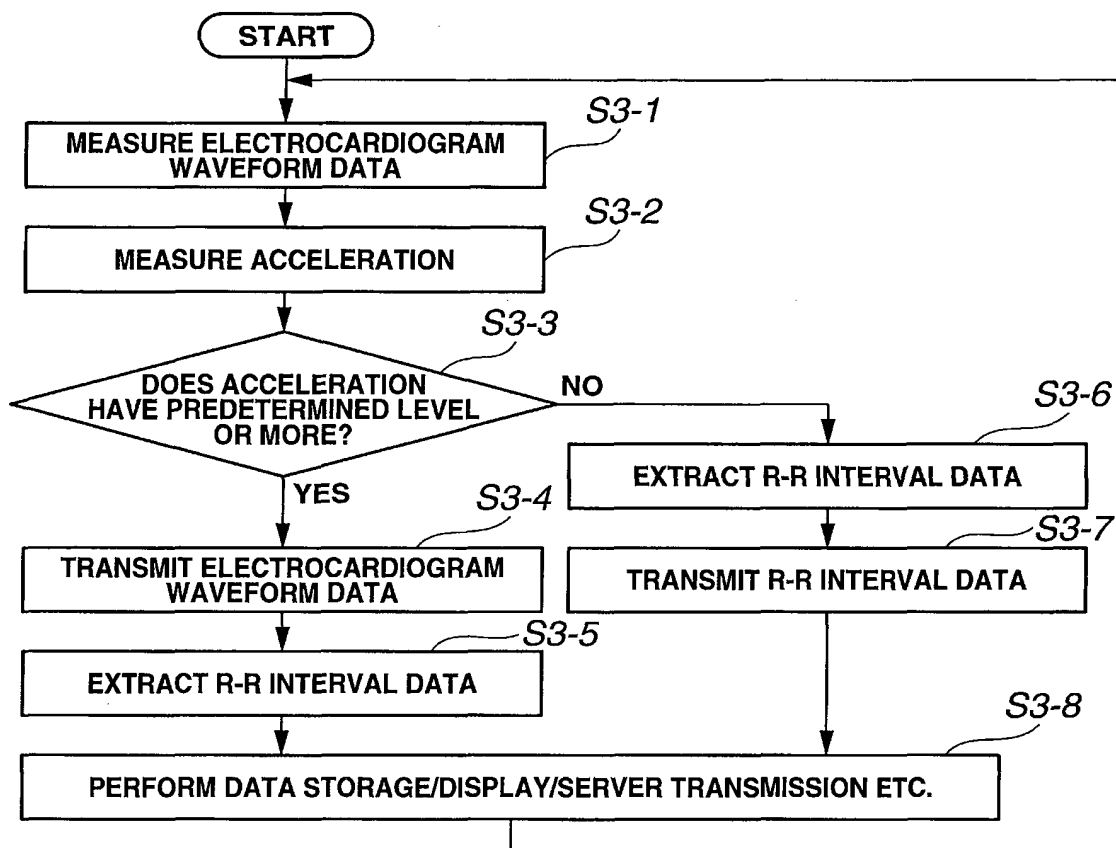 START
S3-1
MEASURE ELECTROCARDIOGRAM
WAVEFORM DATA
S3-2
MEASURE ACCELERATION
S3-3
DOES ACCELERATION
HAVE PREDETERMINED LEVEL
OR MORE?
NO
YES
S3-4
TRANSMIT ELECTROCARDIOGRAM
WAVEFORM DATA
S3-5
EXTRACT R-R INTERVAL DATA
S3-6
EXTRACT R-R INTERVAL DATA
S3-7
TRANSMIT R-R INTERVAL DATA
S3-8
PERFORM DATA STORAGE/DISPLAY/SERVER TRANSMISSION ETC.